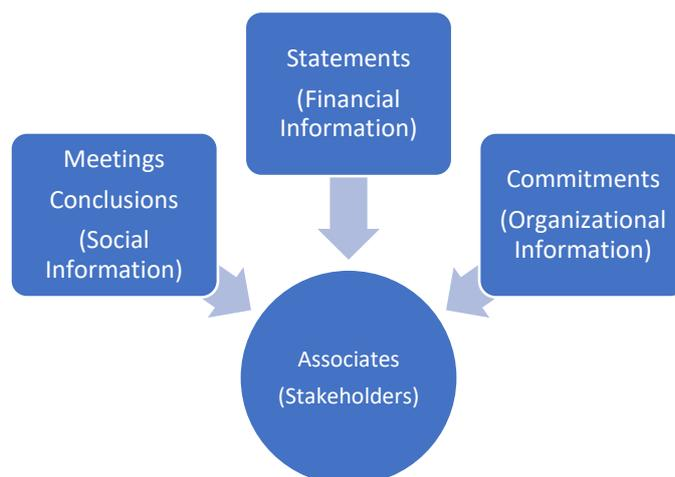 Statements
(Financial
Information)
Meetings
Conclusions
(Social
Information)
Commitments
(Organizational
Information)
Associates
(Stakeholders)